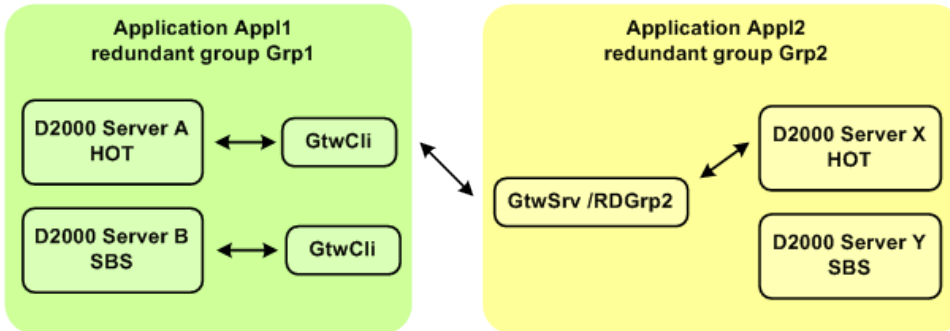 Application Appl1
redundant group Grp1
D2000 Server A
HOT
GtwCli
D2000 Server B
SBS
GtwCli
Application Appl2
redundant group Grp2
GtwSrv /RDGrp2
D2000 Server X
HOT
D2000 Server Y
SBS